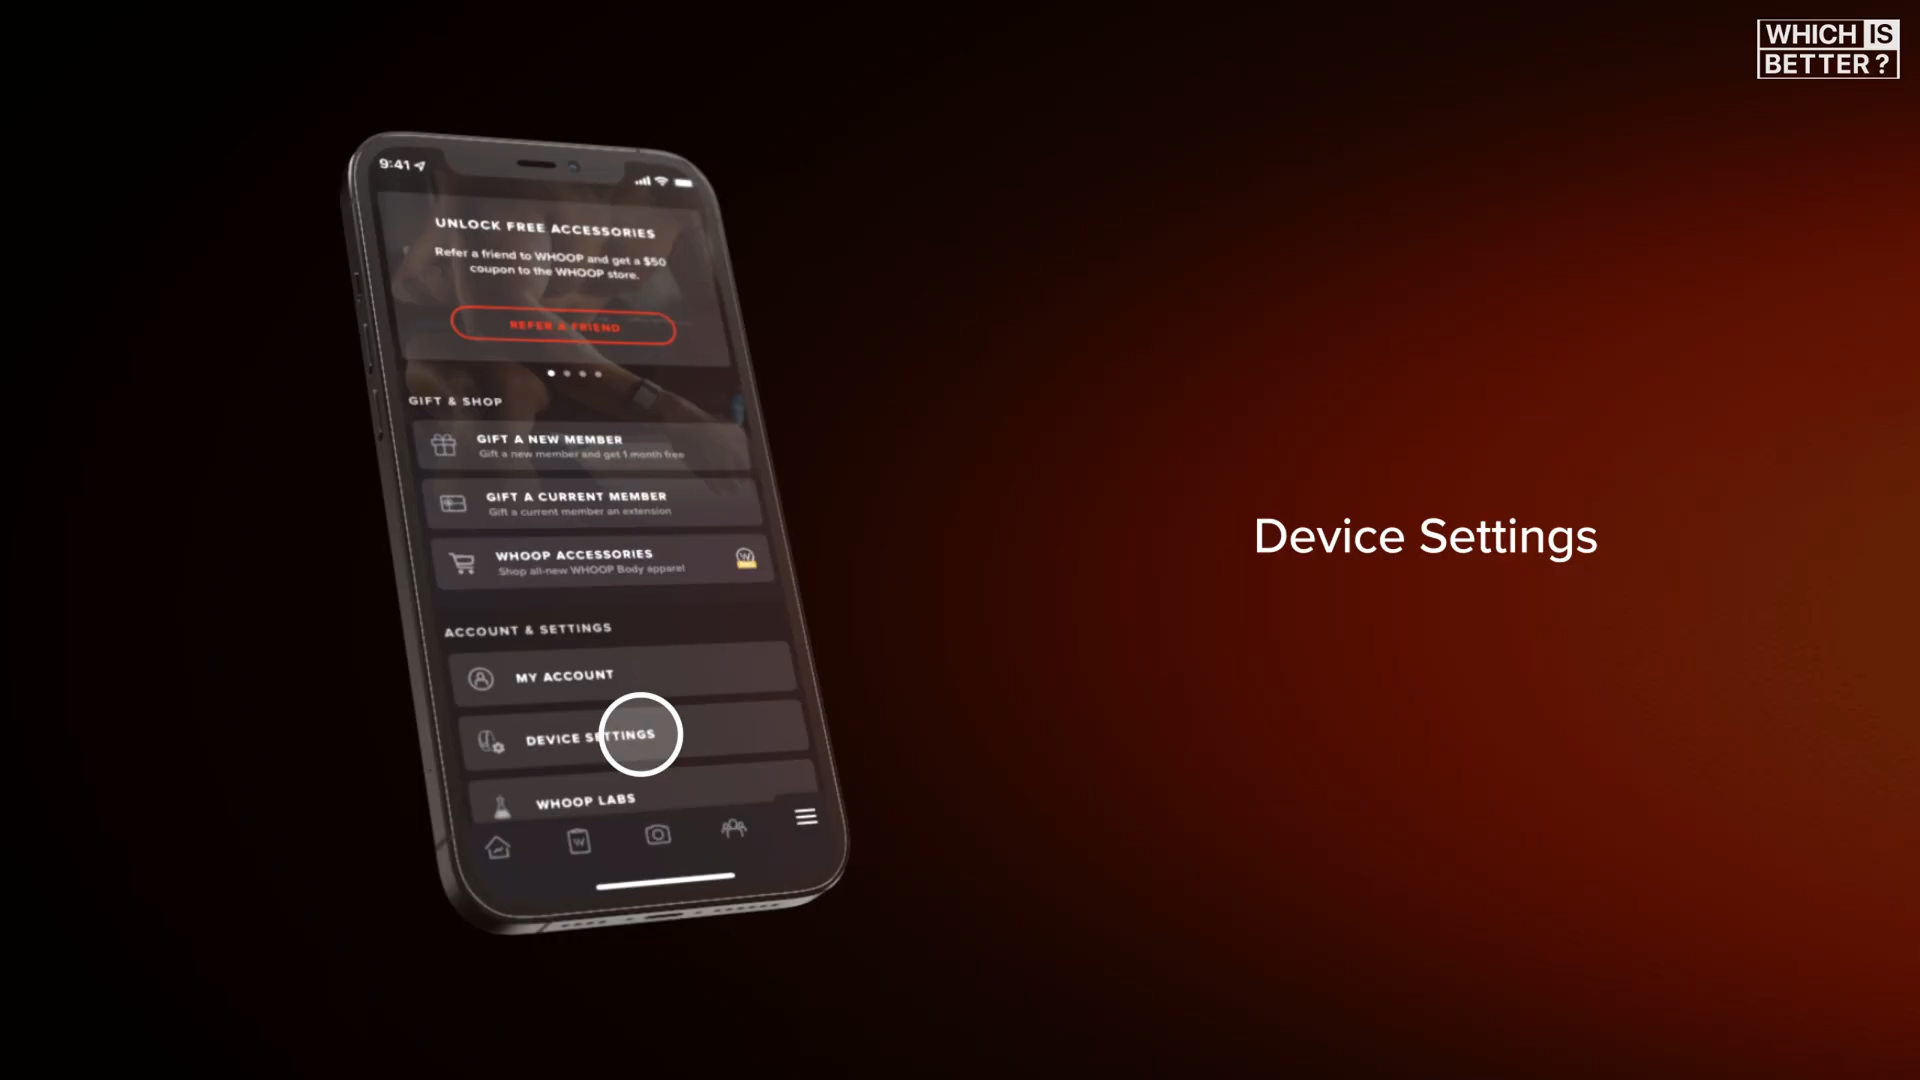 WHICH IS
BETTER?
9:41
UNLOCK FREE ACCESSORIES
Refer a friend to WHOOP and get a $50
coupon to the WHOOP store.
REFER A FRIEND
GIFT & SHOP
GIFT A NEW MEMBER
Gift a new member and get 1 month free
GIFT A CURRENT MEMBER
Gift a current member an extension
WHOOP ACCESSORIES
Shop all-new WHOOP Body apparel
ACCOUNT & SETTINGS
MY ACCOUNT
DEVICE SETTINGS
WHOOP LABS
Device Settings